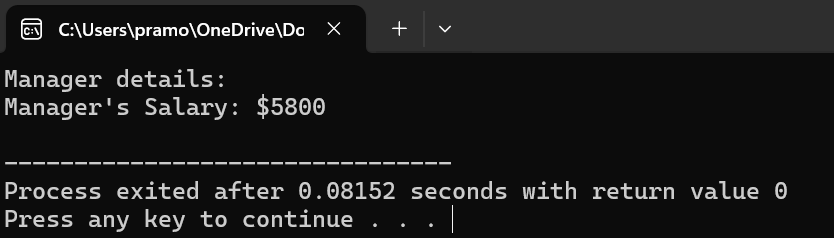 C:\Users\pramo\OneDrive\Do
Manager details:
Manager's Salary: $5800
--------------------------------
Process exited after 0.08152 seconds with return value 0
Press any key to continue . . .